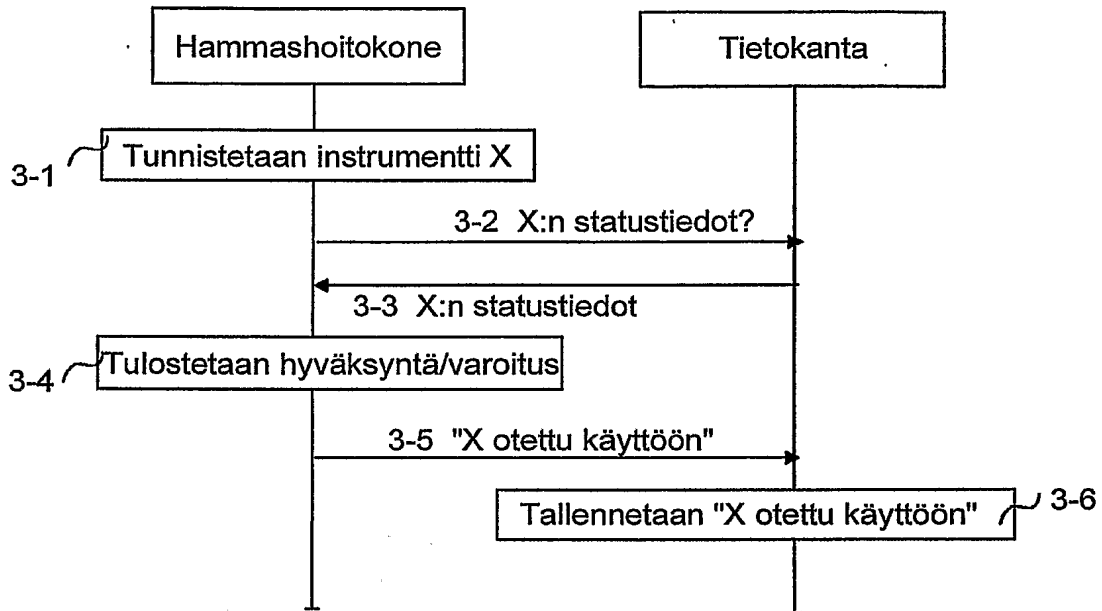 Hammashoitokone
Tietokanta
3-1
Tunnistetaan instrumentti X
3-2 X:n statustiedot?
3-3 X:n statustiedot
3-4
Tulostetaan hyväksyntä/varoitus
3-5 "X otettu käyttöön"
Tallennetaan "X otettu käyttöön"
3-6